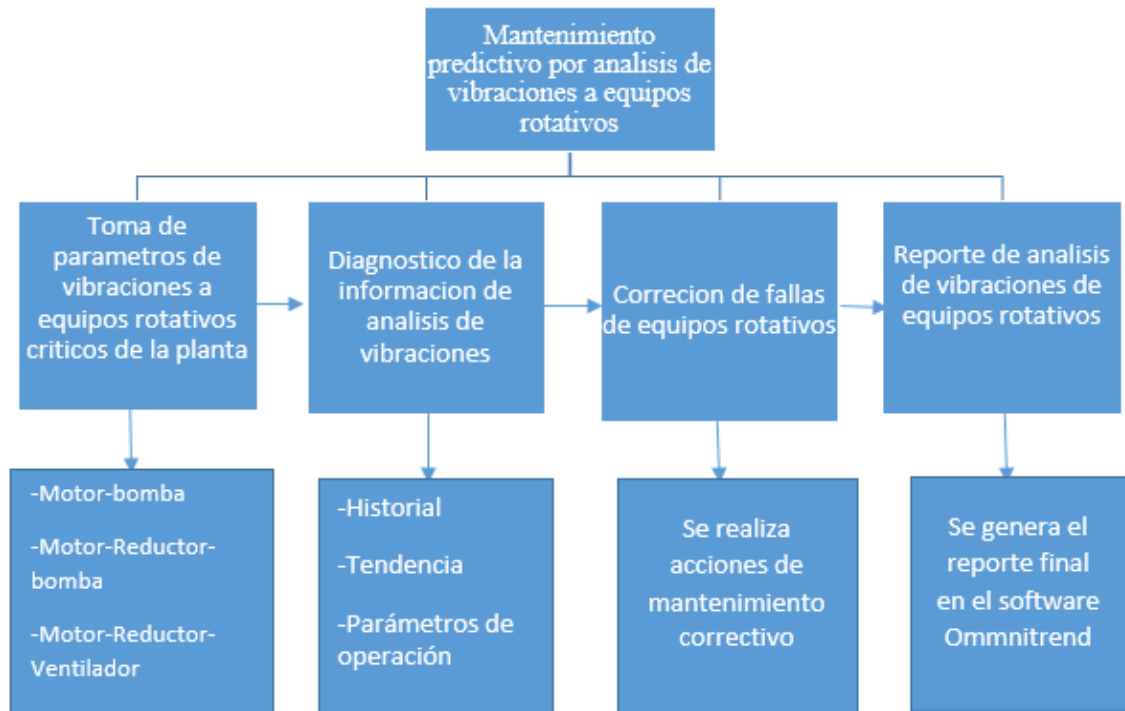 Mantenimiento
predictivo por analisis de
vibraciones a equipos
rotativos
Toma de
parametros de
vibraciones a
equipos rotativos
criticos de la planta
Diagnostico de la
informacion de
analisis de
vibraciones
Correcion de fallas
de equipos rotativos
Reporte de analisis
de vibraciones de
equipos rotativos
-Motor-bomba
-Motor-Reductor-
bomba
-Motor-Reductor-
Ventilador
-Historial
-Tendencia
-Parámetros de
operación
Se realiza
acciones de
mantenimiento
correctivo
Se genera el
reporte final
en el software
Ommnitrend